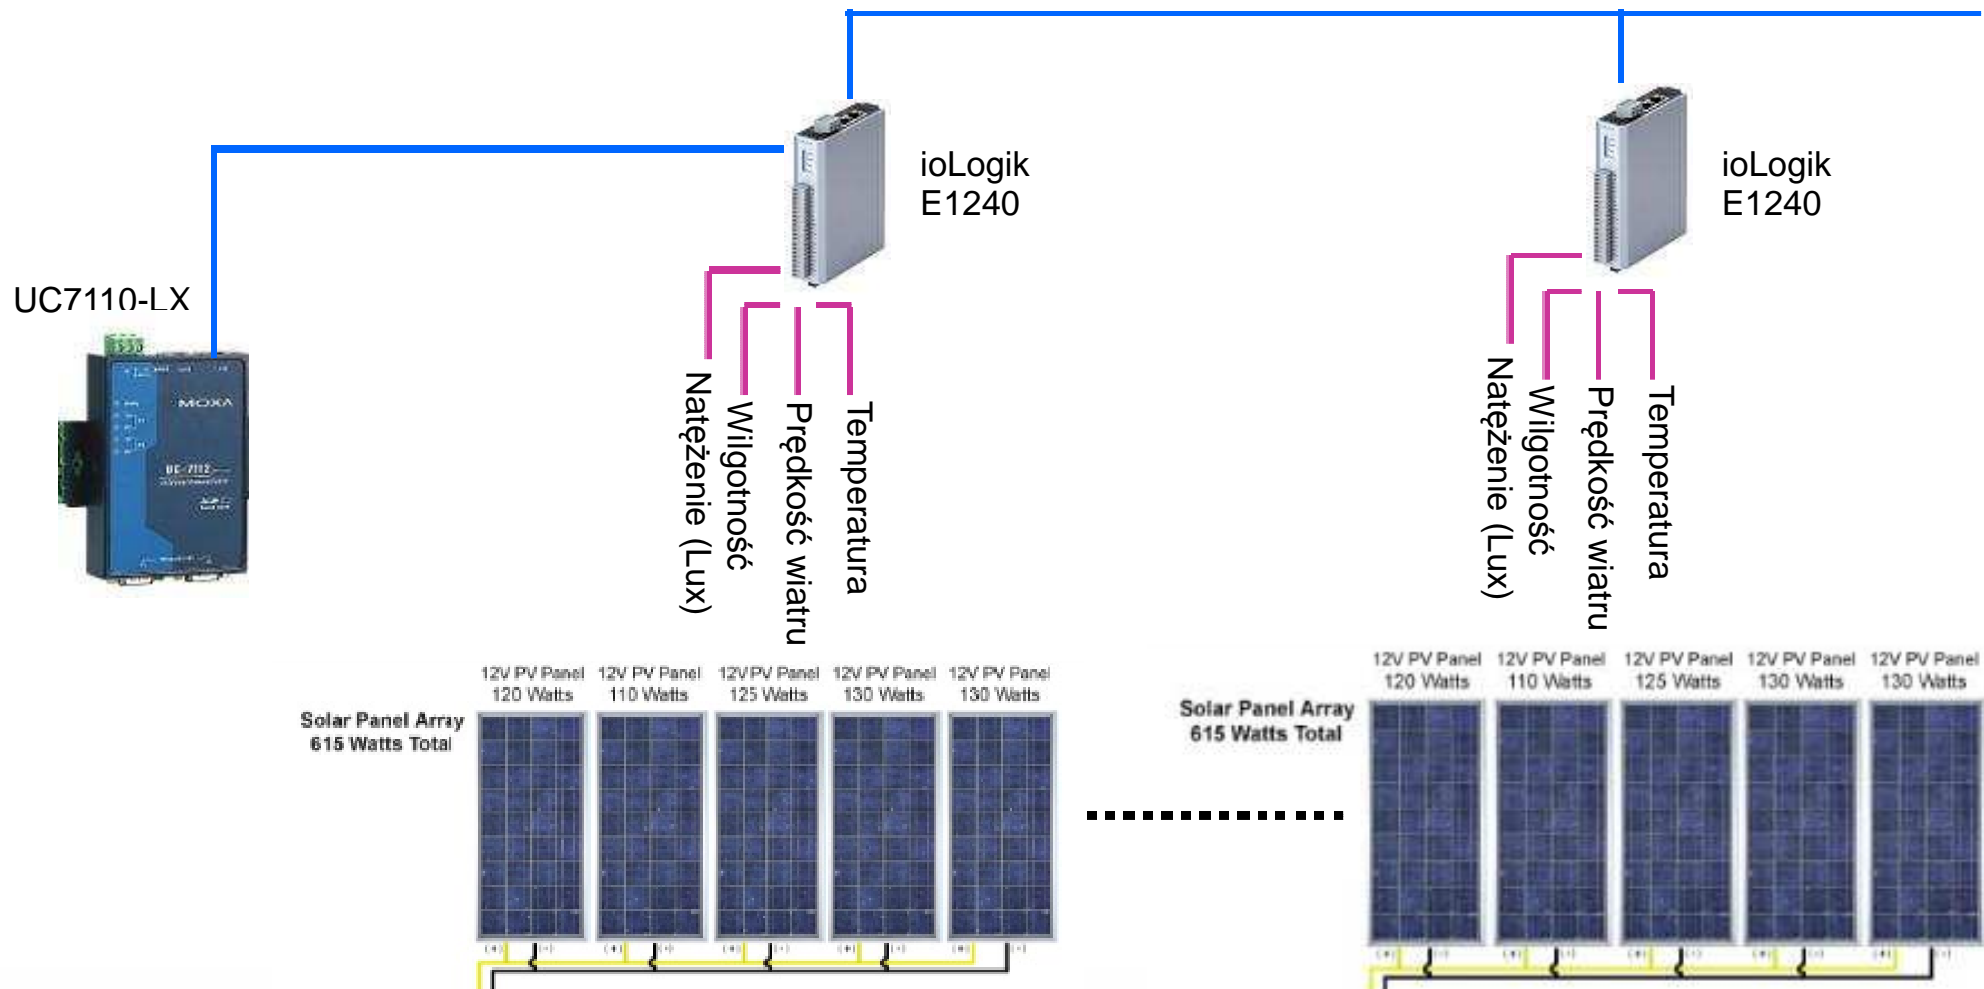 ioLogik
E1240
ioLogik
E1240
UC7110-LX
MOXA
UC-7112
Natężenie (Lux)
Wilgotność
Prędkość wiatru
Temperatura
Natężenie (Lux)
Wilgotność
Prędkość wiatru
Temperatura
12V PV Panel
120 Watts
12V PV Panel
110 Watts
12V PV Panel
125 Watts
12V PV Panel
130 Watts
12V PV Panel
130 Watts
Solar Panel Array
615 Watts Total
12V PV Panel
120 Watts
12V PV Panel
110 Watts
12V PV Panel
125 Watts
12V PV Panel
130 Watts
12V PV Panel
130 Watts
Solar Panel Array
615 Watts Total
(+) (-) (+) (-) (+) (-) (+) (-) (+) (-)
(+) (-) (+) (-) (+) (-) (+) (-) (+) (-)